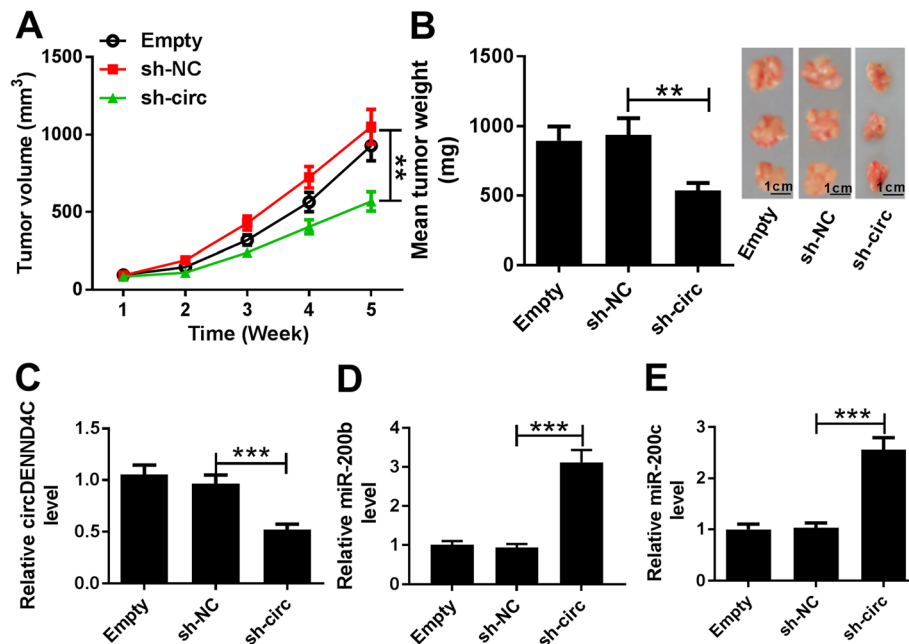 A
Empty
sh-NC
sh-circ
Tumor volume (mm³)
1500
1000
500
0
**
1
2
3
4
5
Time (Week)
B
Mean tumor weight
(mg)
1500
1000
500
0
**
Empty
sh-NC
sh-circ
1cm
1cm
1cm
Empty
sh-NC
sh-circ
C
Relative circDENND4C
level
1.5
1.0
0.5
0.0
***
Empty
sh-NC
sh-circ
D
Relative miR-200b
level
4
3
2
1
0
***
Empty
sh-NC
sh-circ
E
Relative miR-200c
level
3
2
1
0
***
Empty
sh-NC
sh-circ